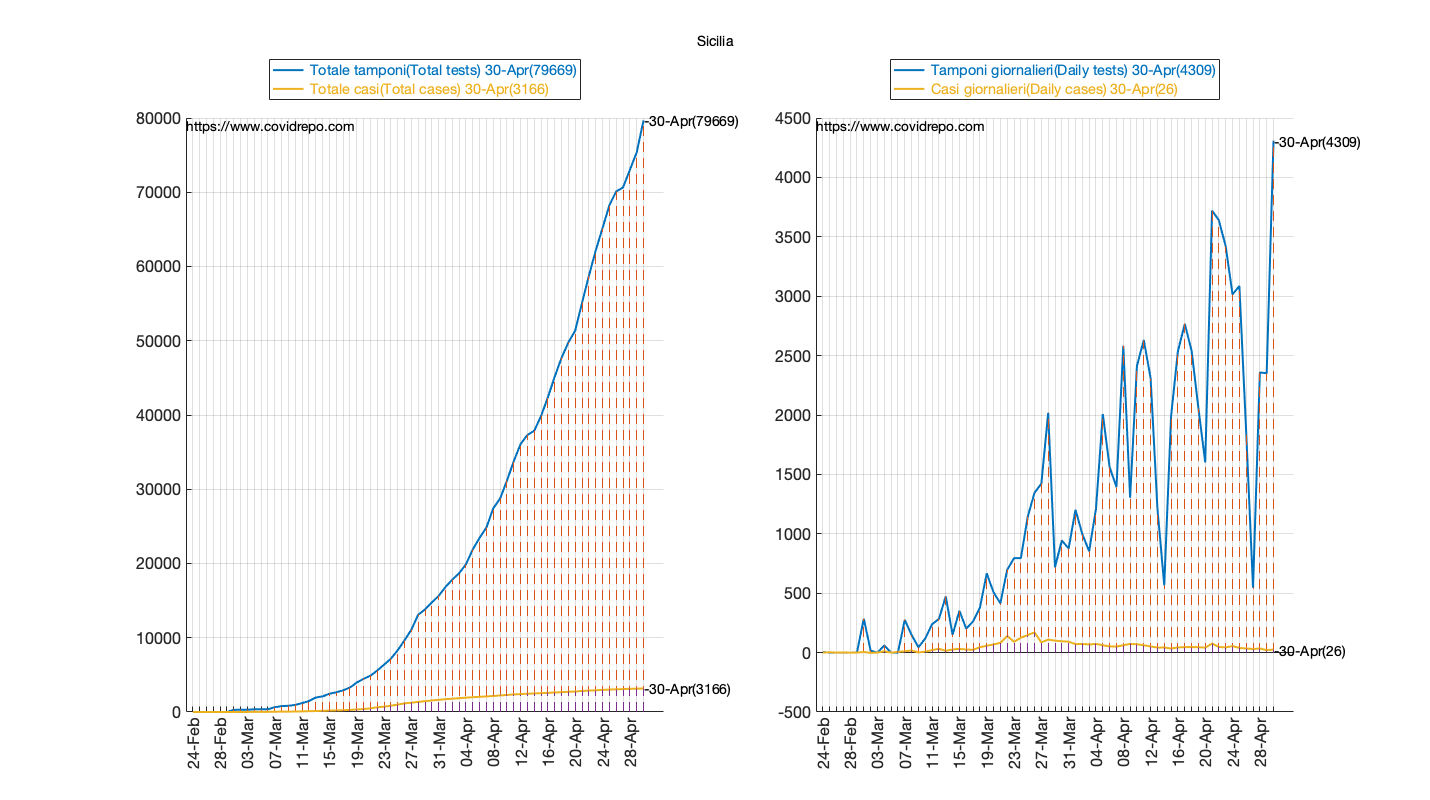 Sicilia
Totale tamponi(Total tests) 30-Apr(79669)
Totale casi(Total cases) 30-Apr(3166)
80000
70000
60000
50000
40000
30000
20000
10000
0
https://www.covidrepo.com
30-Apr(79669)
30-Apr(3166)
24-Feb
28-Feb
03-Mar
07-Mar
11-Mar
15-Mar
19-Mar
23-Mar
27-Mar
31-Mar
04-Apr
08-Apr
12-Apr
16-Apr
20-Apr
24-Apr
28-Apr
Tamponi giornalieri(Daily tests) 30-Apr(4309)
Casi giornalieri(Daily cases) 30-Apr(26)
4500
4000
3500
3000
2500
2000
1500
1000
500
0
-500
https://www.covidrepo.com
30-Apr(4309)
30-Apr(26)
24-Feb
28-Feb
03-Mar
07-Mar
11-Mar
15-Mar
19-Mar
23-Mar
27-Mar
31-Mar
04-Apr
08-Apr
12-Apr
16-Apr
20-Apr
24-Apr
28-Apr